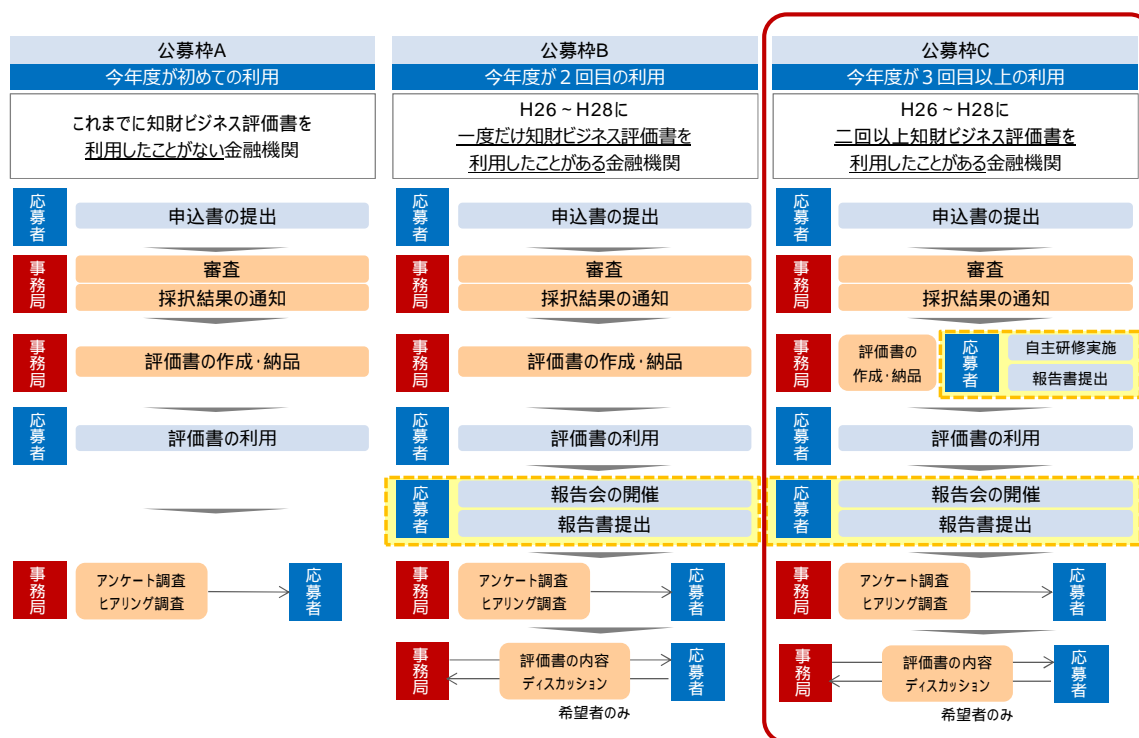 公募枠A
今年度が初めての利用
これまでに知財ビジネス評価書を
利用したことがない金融機関
応募者
申込書の提出
事務局
審査
採択結果の通知
事務局
評価書の作成・納品
応募者
評価書の利用
事務局
アンケート調査
ヒアリング調査
応募者
公募枠B
今年度が２回目の利用
H26～H28に
一度だけ知財ビジネス評価書を
利用したことがある金融機関
応募者
申込書の提出
事務局
審査
採択結果の通知
事務局
評価書の作成・納品
応募者
評価書の利用
応募者
報告会の開催
報告書提出
事務局
アンケート調査
ヒアリング調査
応募者
事務局
評価書の内容
ディスカッション
応募者
希望者のみ
公募枠C
今年度が３回目以上の利用
H26～H28に
二回以上知財ビジネス評価書を
利用したことがある金融機関
応募者
申込書の提出
事務局
審査
採択結果の通知
事務局
評価書の
作成・納品
応募者
自主研修実施
報告書提出
応募者
評価書の利用
応募者
報告会の開催
報告書提出
事務局
アンケート調査
ヒアリング調査
応募者
事務局
評価書の内容
ディスカッション
応募者
希望者のみ